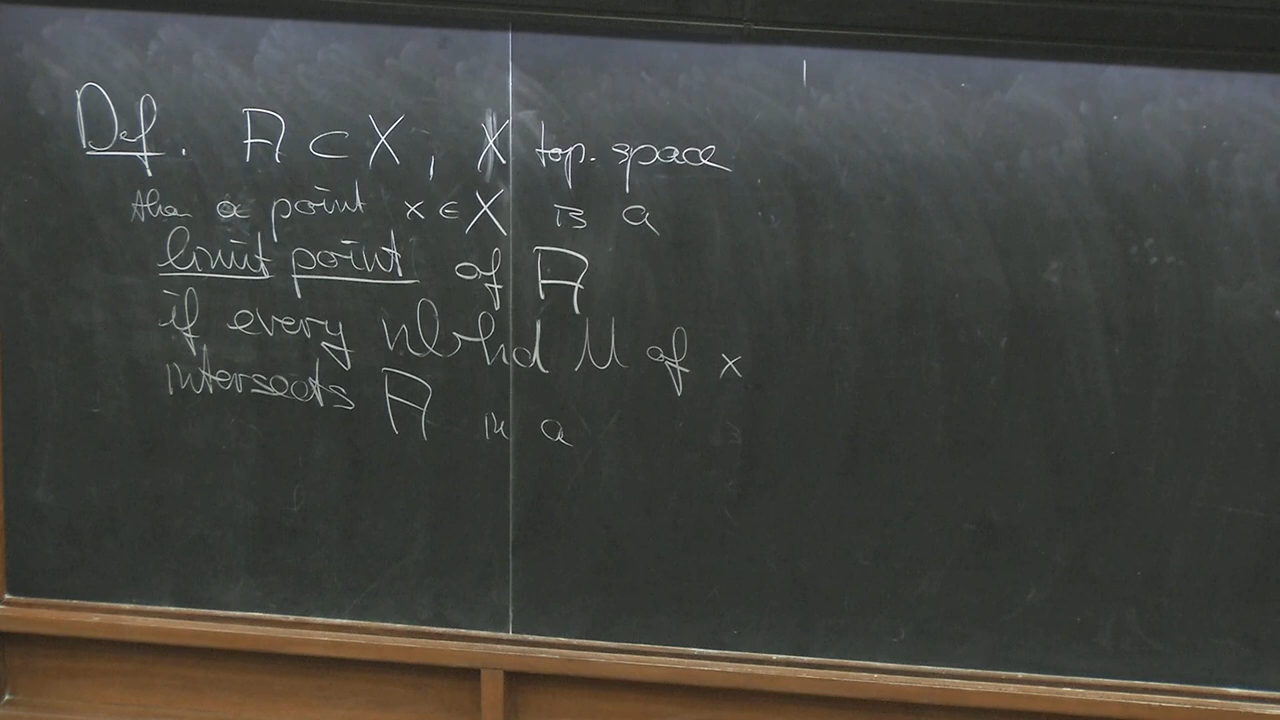 Def. A ⊂ X, X top. space
then a point x ∈ X is a
limit point of A
if every nbhd U of x
intersects A in a